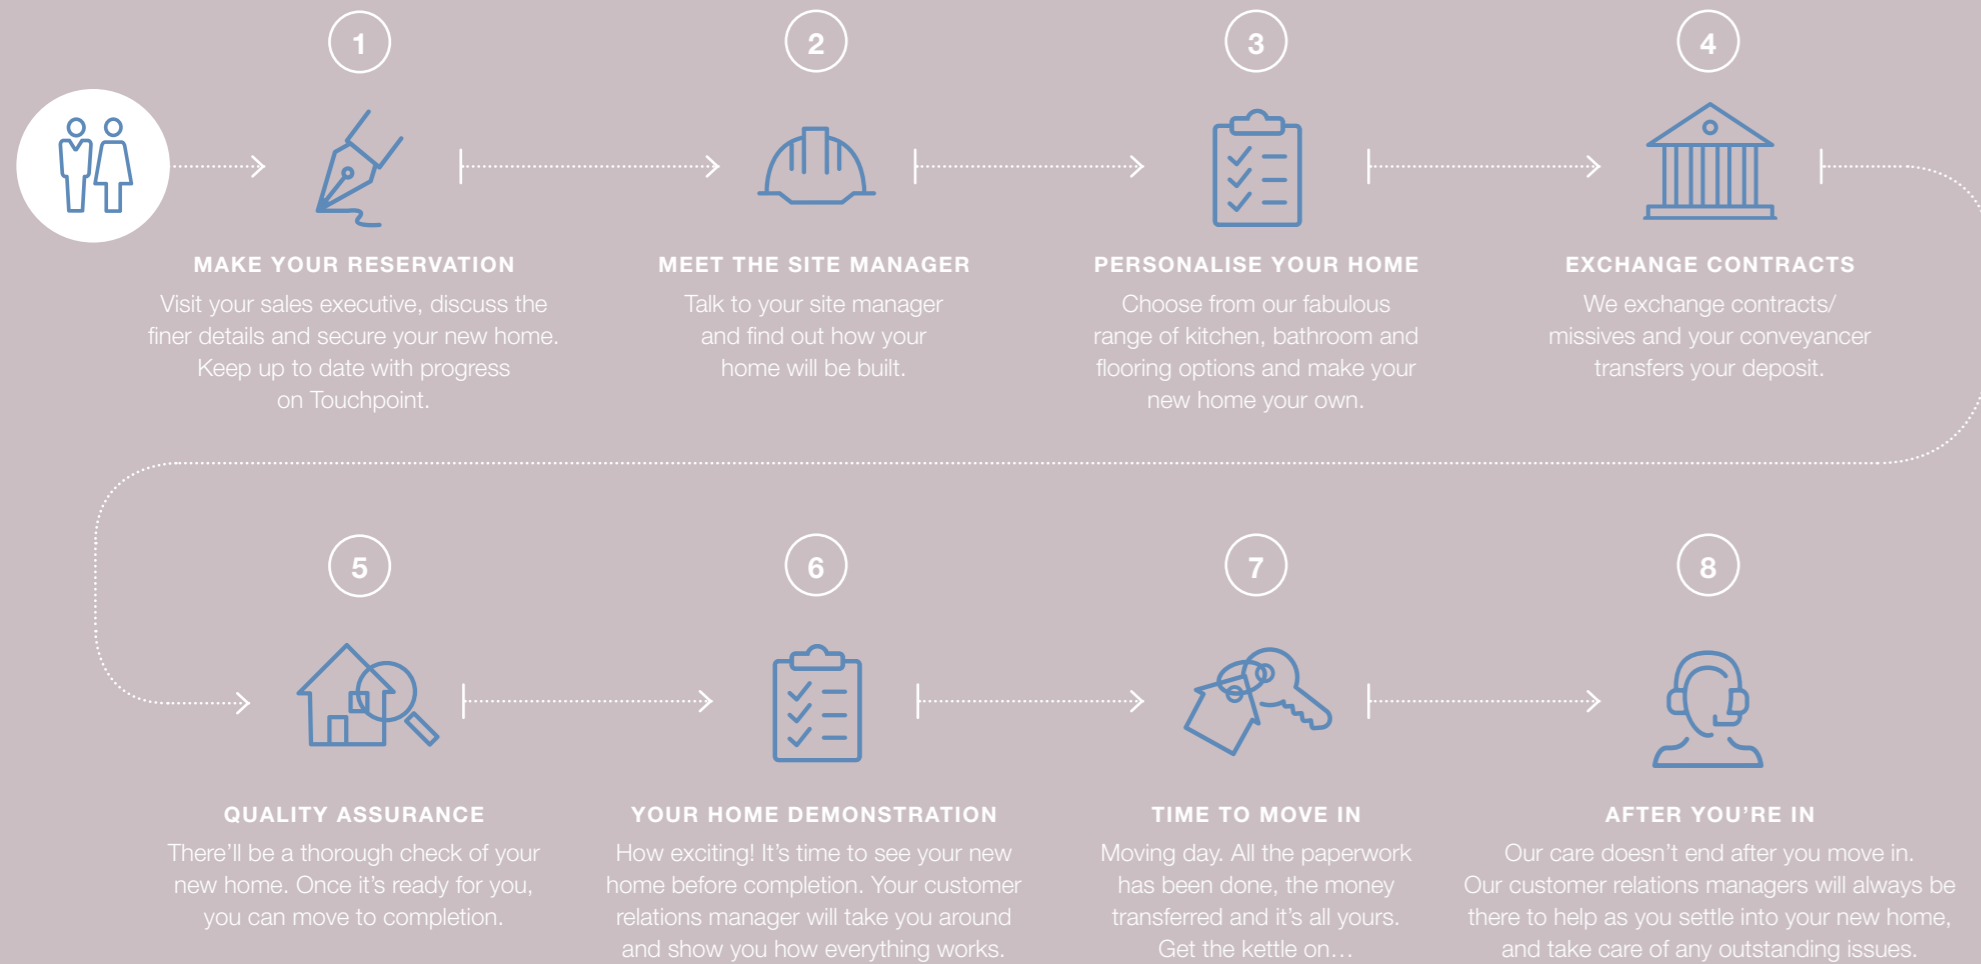 1
MAKE YOUR RESERVATION
Visit your sales executive, discuss the
finer details and secure your new home.
Keep up to date with progress
on Touchpoint.
2
MEET THE SITE MANAGER
Talk to your site manager
and find out how your
home will be built.
3
PERSONALISE YOUR HOME
Choose from our fabulous
range of kitchen, bathroom and
flooring options and make your
new home your own.
4
EXCHANGE CONTRACTS
We exchange contracts/
missives and your conveyancer
transfers your deposit.
5
QUALITY ASSURANCE
There’ll be a thorough check of your
new home. Once it’s ready for you,
you can move to completion.
6
YOUR HOME DEMONSTRATION
How exciting! It’s time to see your new
home before completion. Your customer
relations manager will take you around
and show you how everything works.
7
TIME TO MOVE IN
Moving day. All the paperwork
has been done, the money
transferred and it’s all yours.
Get the kettle on…
8
AFTER YOU’RE IN
Our care doesn’t end after you move in.
Our customer relations managers will always be
there to help as you settle into your new home,
and take care of any outstanding issues.